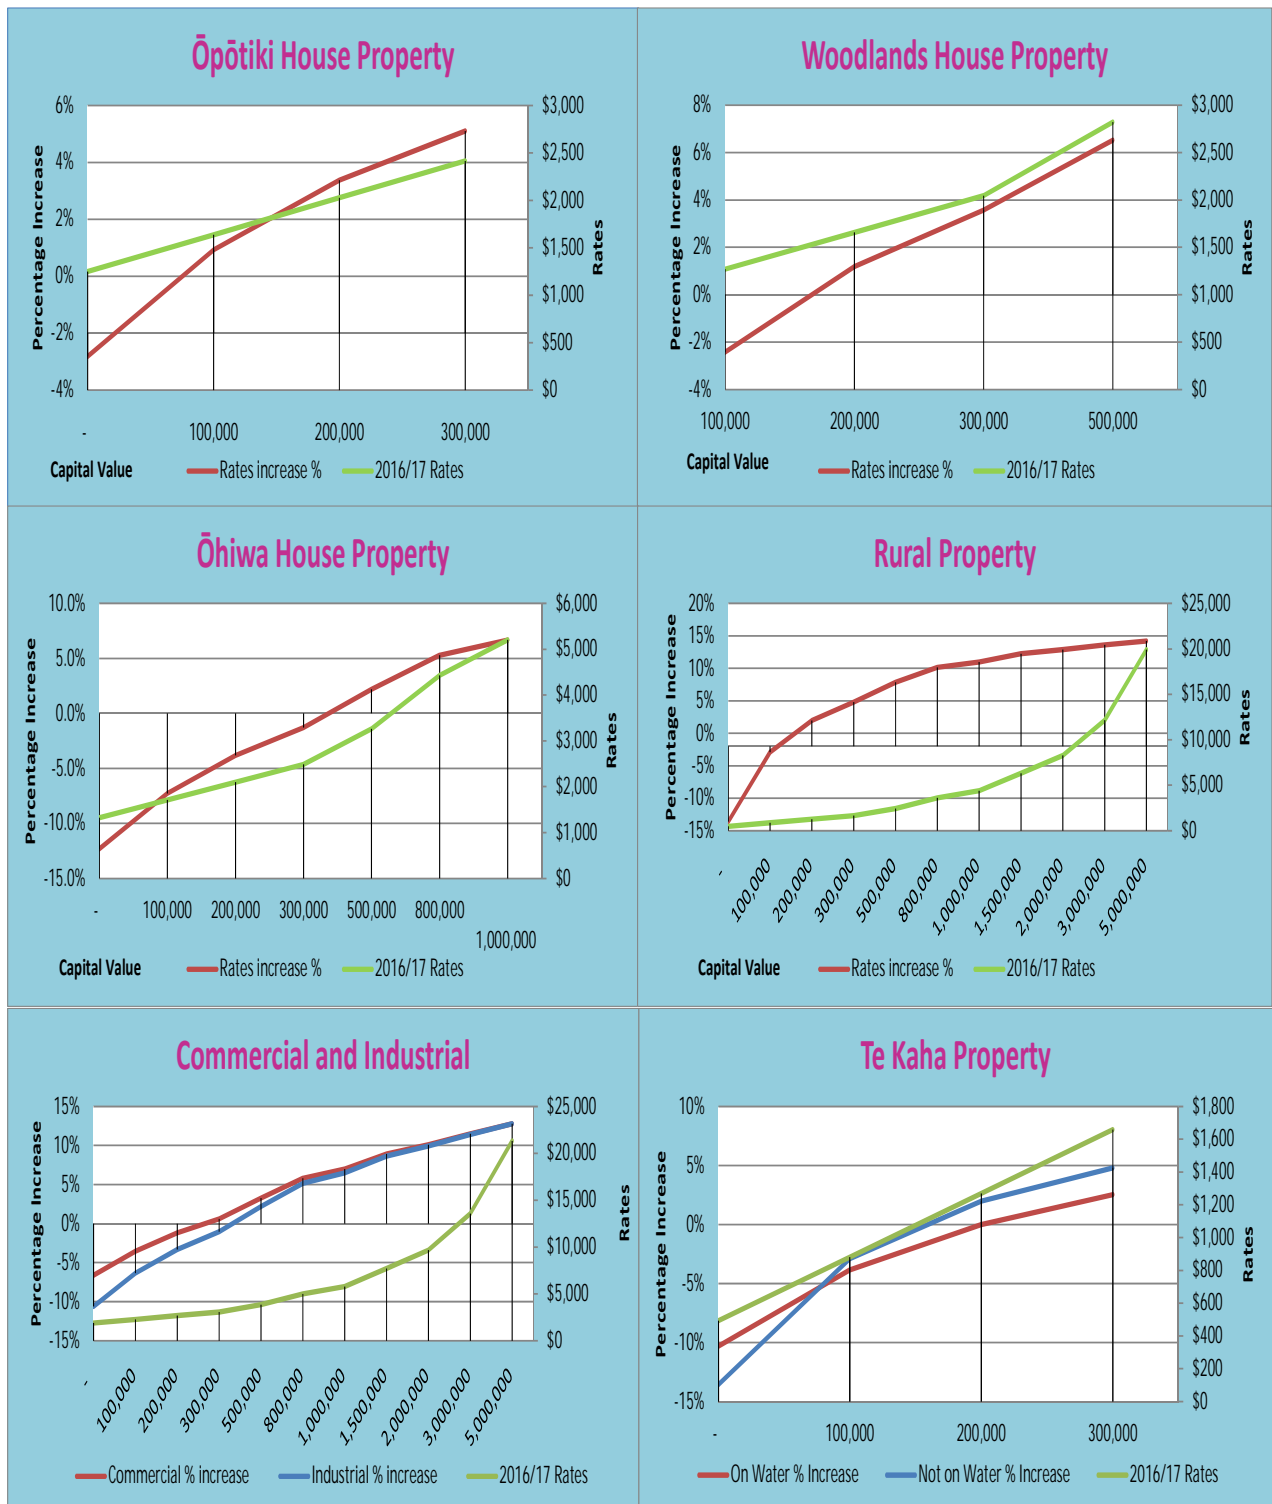 Ōpōtiki House Property
6%
4%
2%
0%
-2%
-4%
Percentage Increase
$3,000
$2,500
$2,000
$1,500
$1,000
$500
$0
Rates
- 100,000 200,000 300,000
Capital Value
Rates increase % 2016/17 Rates
Woodlands House Property
8%
6%
4%
2%
0%
-2%
-4%
Percentage Increase
$3,000
$2,500
$2,000
$1,500
$1,000
$500
$0
Rates
100,000 200,000 300,000 500,000
Capital Value
Rates increase % 2016/17 Rates
Ōhiwa House Property
10.0%
5.0%
0.0%
-5.0%
-10.0%
-15.0%
Percentage Increase
$6,000
$5,000
$4,000
$3,000
$2,000
$1,000
$0
Rates
- 100,000 200,000 300,000 500,000 800,000
1,000,000
Capital Value
Rates increase % 2016/17 Rates
Rural Property
20%
15%
10%
5%
0%
-5%
-10%
-15%
Percentage Increase
$25,000
$20,000
$15,000
$10,000
$5,000
$0
Rates
- 100,000 200,000 300,000 500,000 800,000 1,000,000 1,500,000 2,000,000 3,000,000 5,000,000
Capital Value
Rates increase % 2016/17 Rates
Commercial and Industrial
15%
10%
5%
0%
-5%
-10%
-15%
Percentage Increase
$25,000
$20,000
$15,000
$10,000
$5,000
$0
Rates
- 100,000 200,000 300,000 500,000 800,000 1,000,000 1,500,000 2,000,000 3,000,000 5,000,000
Commercial % increase Industrial % increase 2016/17 Rates
Te Kaha Property
10%
5%
0%
-5%
-10%
-15%
Percentage Increase
$1,800
$1,600
$1,400
$1,200
$1,000
$800
$600
$400
$200
$0
Rates
- 100,000 200,000 300,000
On Water % Increase Not on Water % Increase 2016/17 Rates